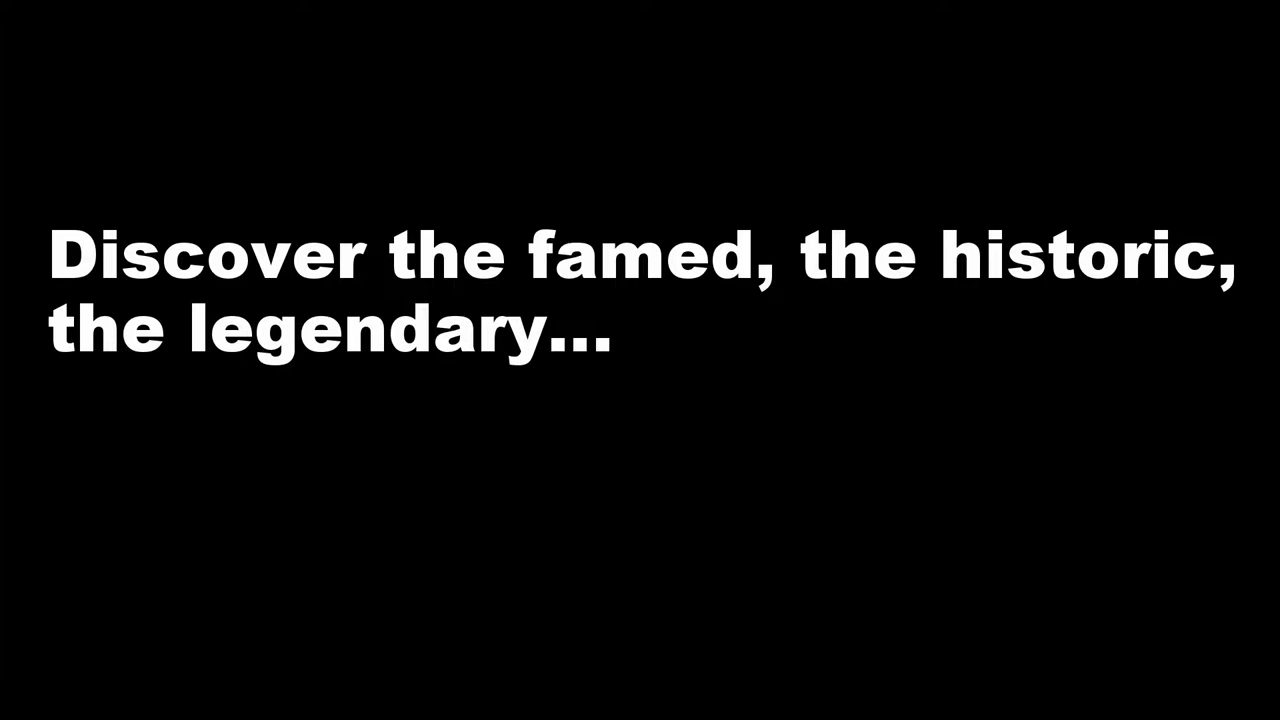 Discover the famed, the historic,
the legendary...